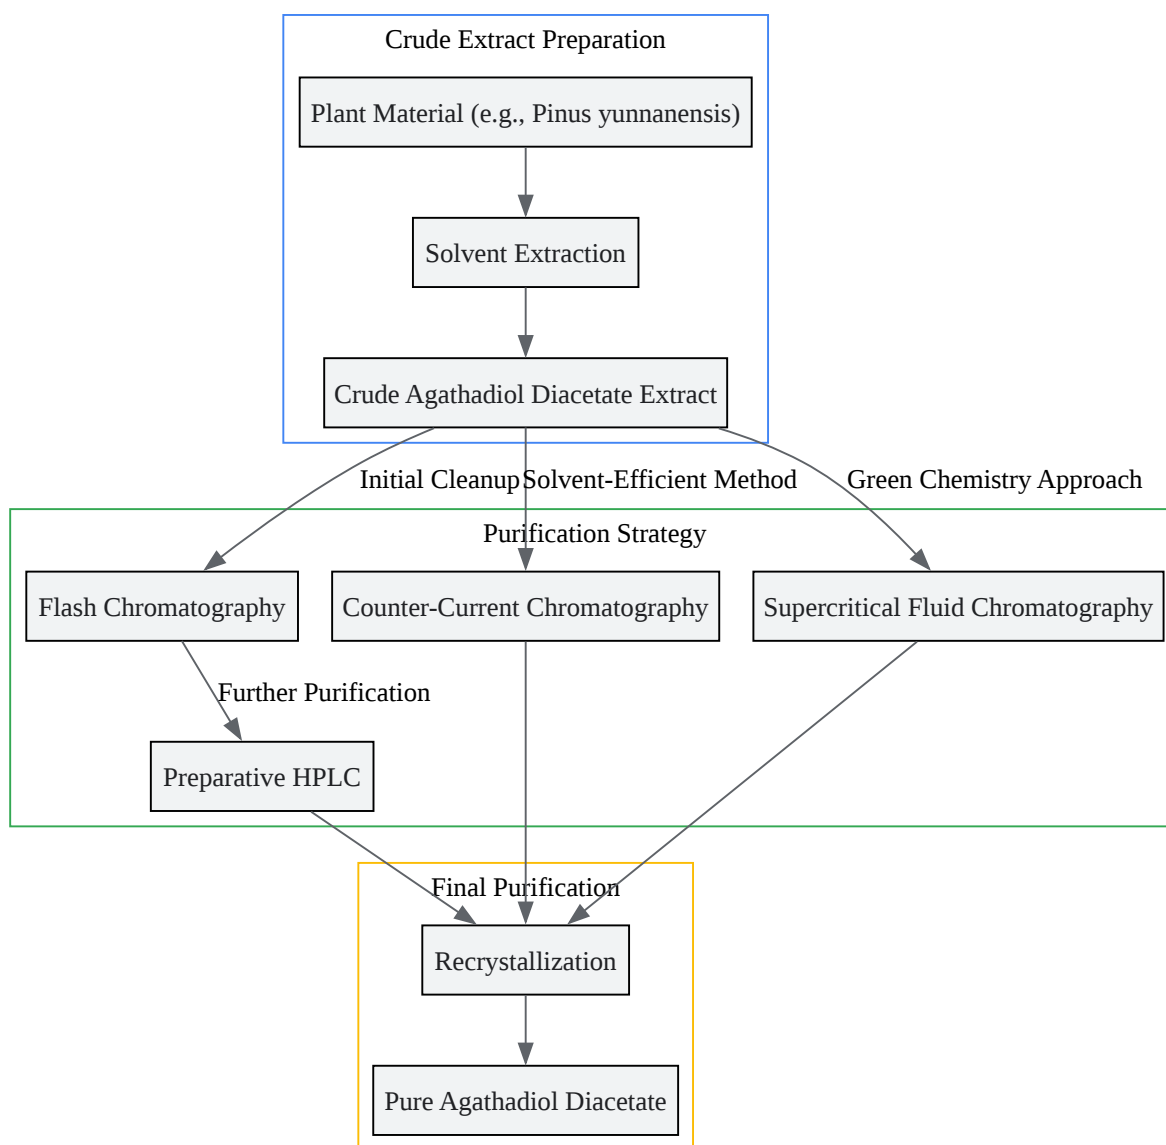 Crude Extract Preparation
Plant Material (e.g., Pinus yunnanensis)
Solvent Extraction
Crude Agathadiol Diacetate Extract
Initial Cleanup
Solvent-Efficient Method
Green Chemistry Approach
Purification Strategy
Flash Chromatography
Counter-Current Chromatography
Supercritical Fluid Chromatography
Further Purification
Preparative HPLC
Final Purification
Recrystallization
Pure Agathadiol Diacetate